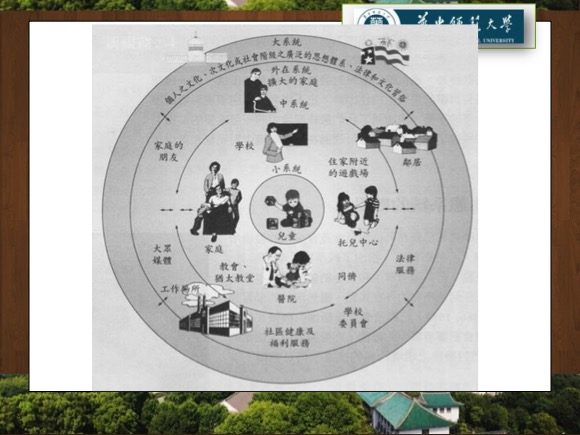 華東師範大學
UNIVERSITY
大系統
個人之文化、次文化或社會階級之廣泛的思想體系、法律和文化習俗
外在系統
擴大的家庭
中系統
家庭的
朋友
學校
小系統
住家附近
的遊戲場
鄰居
兒童
家庭
托兒中心
大眾
媒體
教會、
猶太教堂
醫院
同儕
法律
服務
工作場所
學校
委員會
社區健康及
福利服務